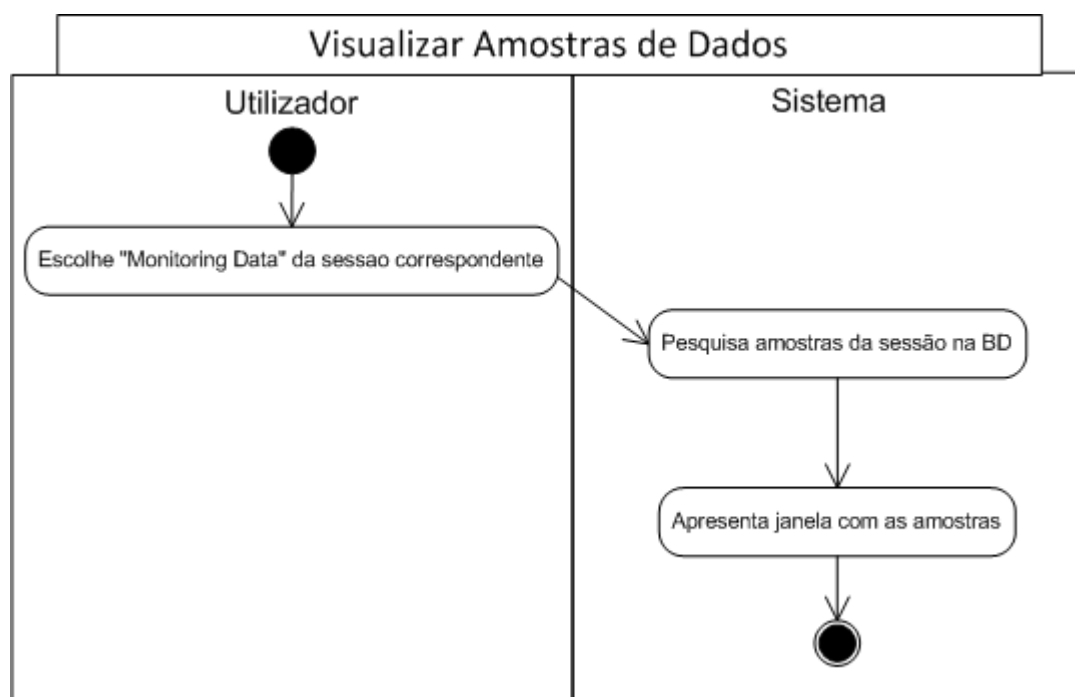 Visualizar Amostras de Dados
Utilizador
Sistema
Escolhe "Monitoring Data" da sessao correspondente
Pesquisa amostras da sessão na BD
Apresenta janela com as amostras